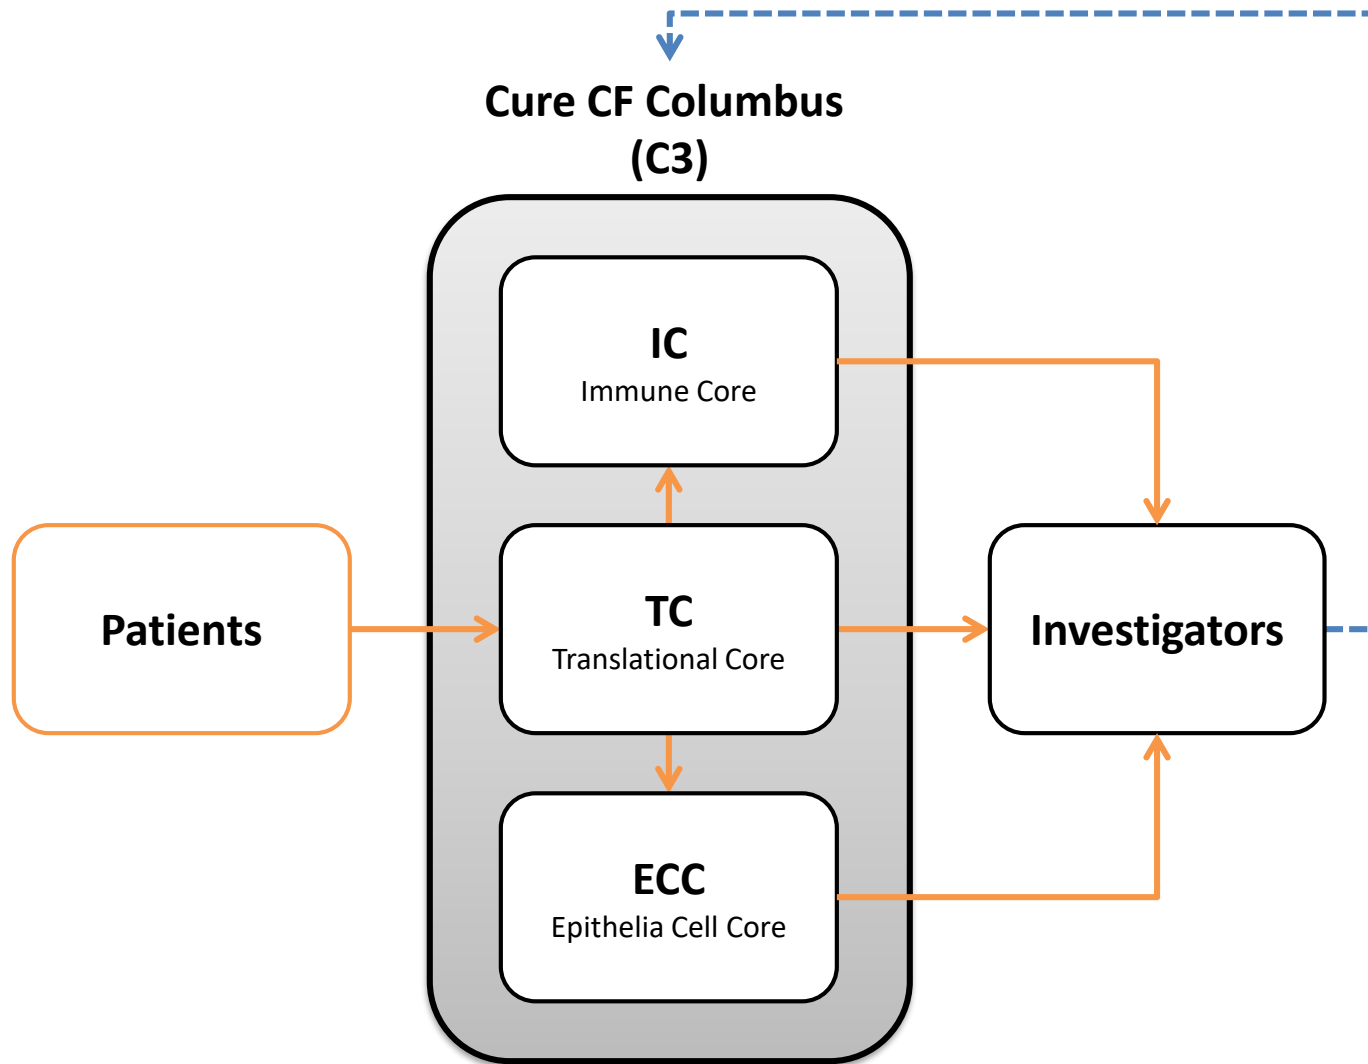 Cure CF Columbus
(C3)
IC
Immune Core
Patients
TC
Translational Core
Investigators
ECC
Epithelia Cell Core